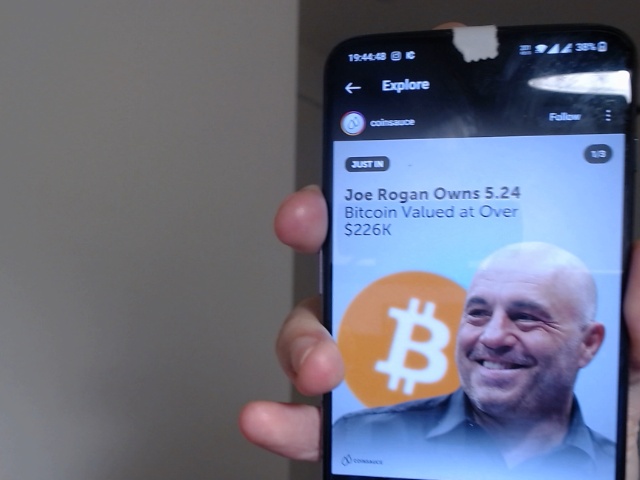 19:44:48
38%
Explore
coinsauce
Follow
JUST IN
1/3
Joe Rogan Owns 5.24
Bitcoin Valued at Over
$226K
COINSAUCE